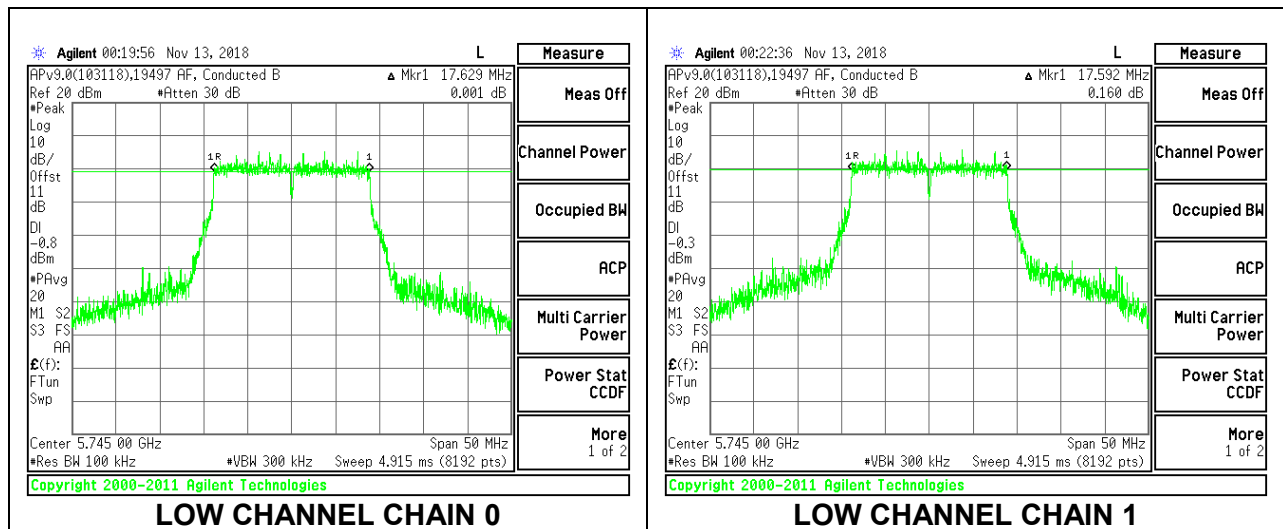 Agilent 00:19:56 Nov 13, 2018 L Measure
APv9.0(103118),19497 AF, Conducted B Δ Mkr1 17.629 MHz
Ref 20 dBm #Atten 30 dB 0.001 dB
Meas Off
#Peak
Log
10
dB/
Offst
11
dB
DI
-0.8
dBm
#PAvg
20
M1 S2
S3 FS
AA
£(f):
FTun
Swp
1R
1
Channel Power
Occupied BW
ACP
Multi Carrier
Power
Power Stat
CCDF
More
1 of 2
Center 5.745 00 GHz Span 50 MHz
#Res BW 100 kHz #VBW 300 kHz Sweep 4.915 ms (8192 pts)
Copyright 2000-2011 Agilent Technologies
LOW CHANNEL CHAIN 0
Agilent 00:22:36 Nov 13, 2018 L Measure
APv9.0(103118),19497 AF, Conducted B Δ Mkr1 17.592 MHz
Ref 20 dBm #Atten 30 dB 0.160 dB
Meas Off
#Peak
Log
10
dB/
Offst
11
dB
DI
-0.3
dBm
#PAvg
20
M1 S2
S3 FS
AA
£(f):
FTun
Swp
1R
1
Channel Power
Occupied BW
ACP
Multi Carrier
Power
Power Stat
CCDF
More
1 of 2
Center 5.745 00 GHz Span 50 MHz
#Res BW 100 kHz #VBW 300 kHz Sweep 4.915 ms (8192 pts)
Copyright 2000-2011 Agilent Technologies
LOW CHANNEL CHAIN 1